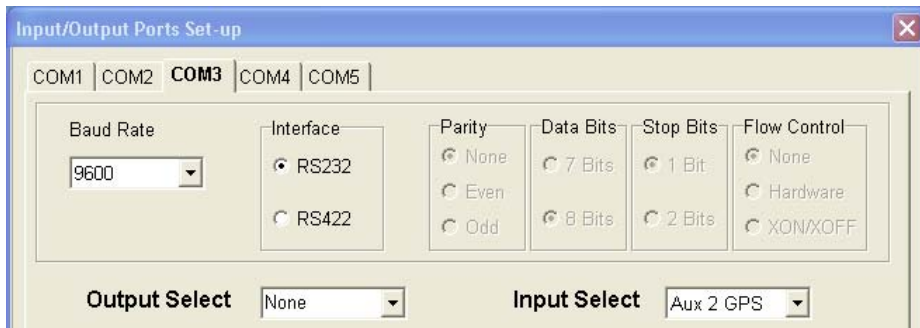 Input/Output Ports Set-up
COM1 COM2 COM3 COM4 COM5
Baud Rate Interface Parity Data Bits Stop Bits Flow Control
9600 RS232 None 7 Bits 1 Bit None
Even Hardware
RS422 Odd 8 Bits 2 Bits XON/XOFF
Output Select None Input Select Aux 2 GPS